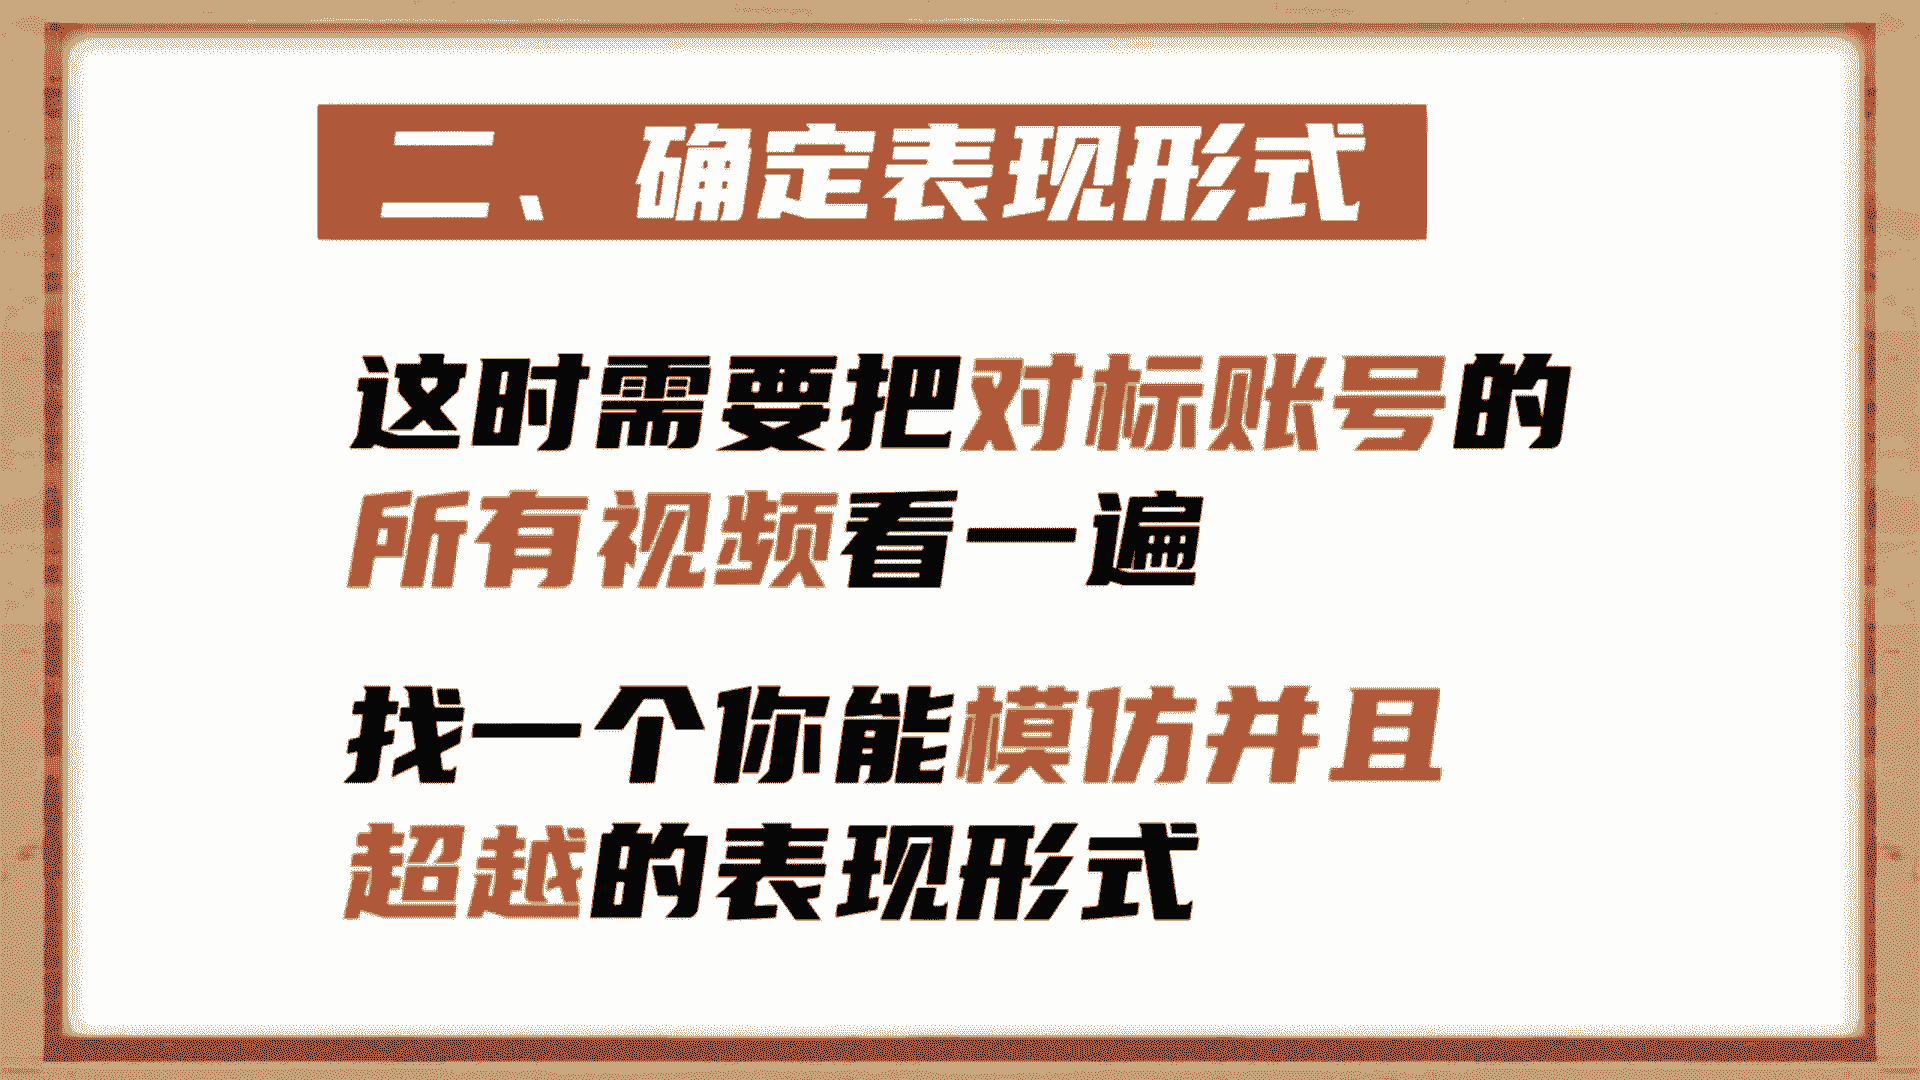 二、确定表现形式
这时需要把对标账号的
所有视频看一遍
找一个你能模仿并且
超越的表现形式